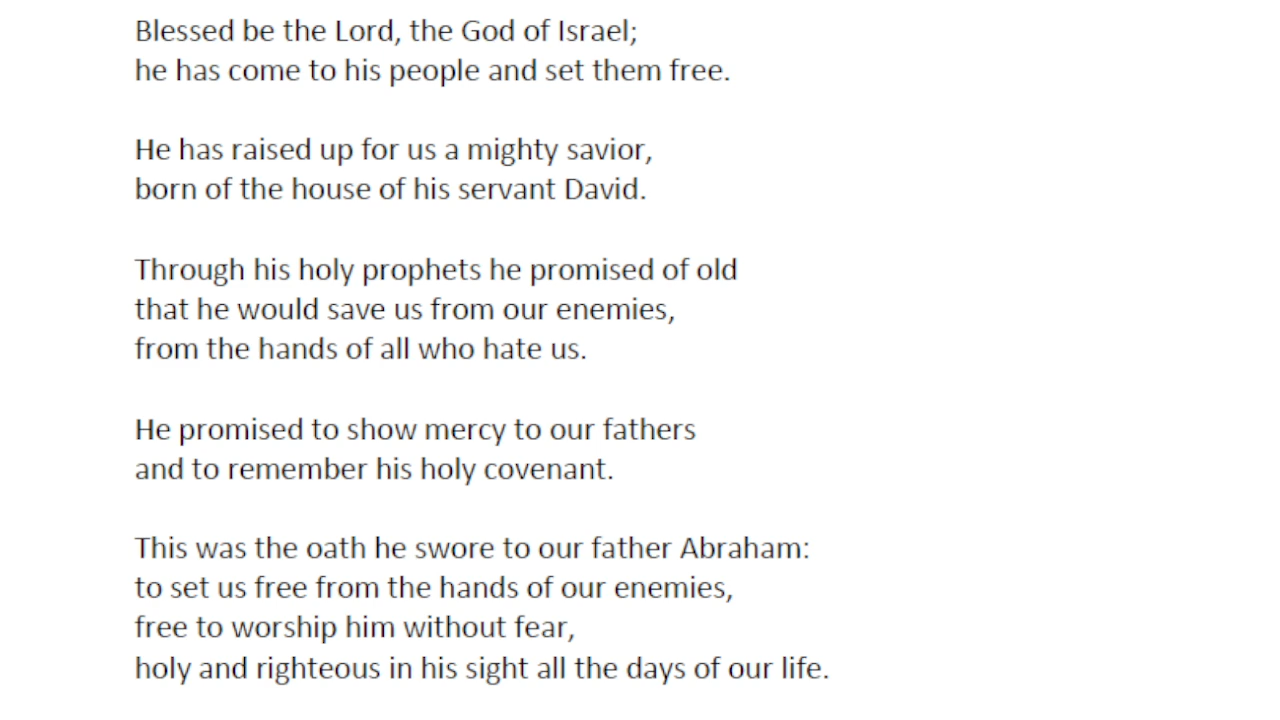 Blessed be the Lord, the God of Israel;
he has come to his people and set them free.
He has raised up for us a mighty savior,
born of the house of his servant David.
Through his holy prophets he promised of old
that he would save us from our enemies,
from the hands of all who hate us.
He promised to show mercy to our fathers
and to remember his holy covenant.
This was the oath he swore to our father Abraham:
to set us free from the hands of our enemies,
free to worship him without fear,
holy and righteous in his sight all the days of our life.